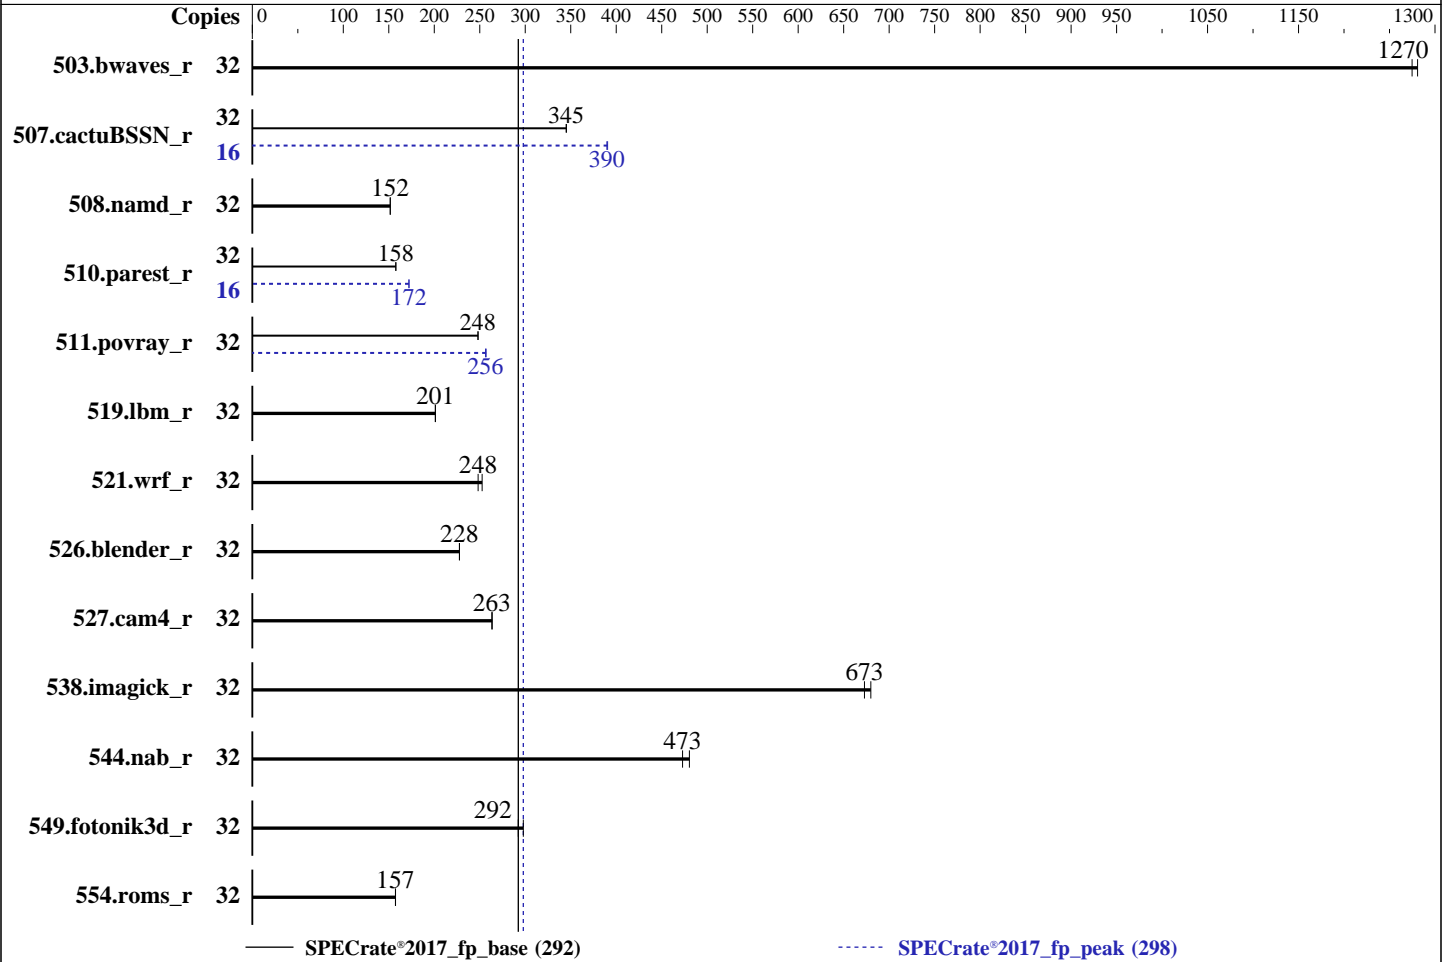 Copies 0 100 150 200 250 300 350 400 450 500 550 600 650 700 750 800 850 900 950 1050 1150 1300
503.bwaves_r 32 1270
507.cactuBSSN_r 32 345
16 390
508.namd_r 32 152
510.parest_r 32 158
16 172
511.povray_r 32 248
256
519.lbm_r 32 201
521.wrf_r 32 248
526.blender_r 32 228
527.cam4_r 32 263
538.imagick_r 32 673
544.nab_r 32 473
549.fotonik3d_r 32 292
554.roms_r 32 157
SPECrate®2017_fp_base (292) SPECrate®2017_fp_peak (298)